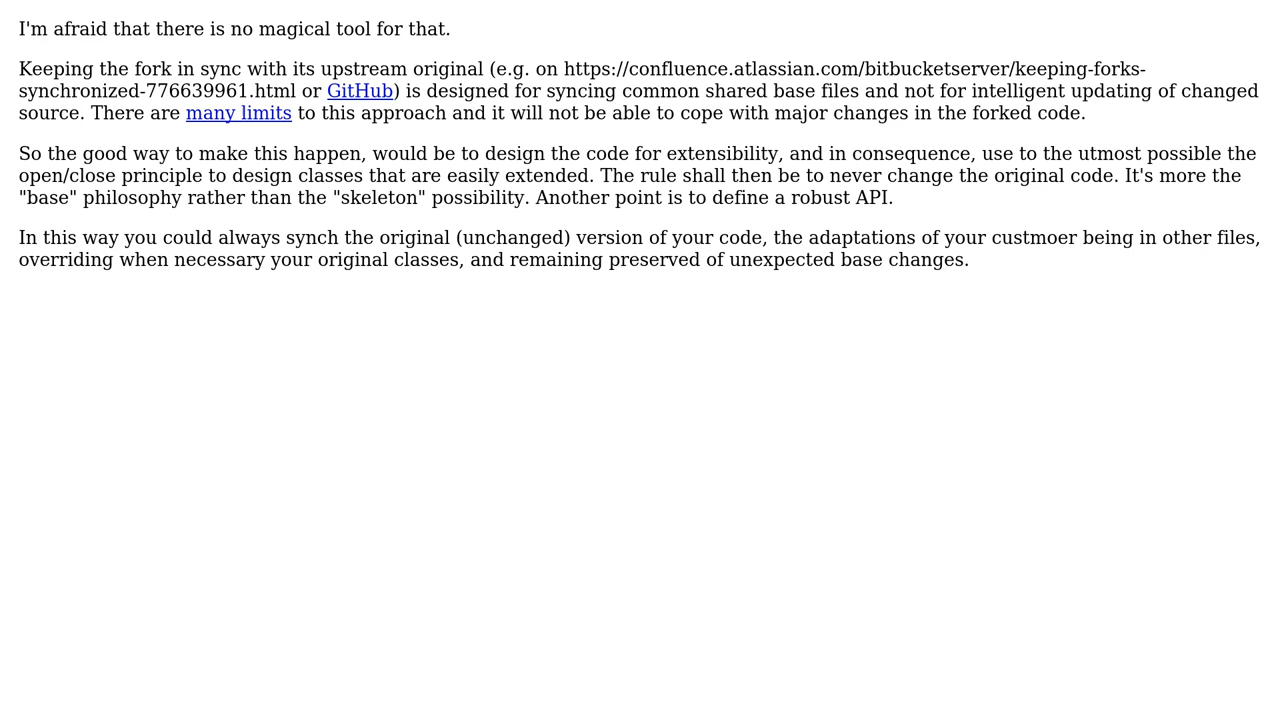 I'm afraid that there is no magical tool for that.
Keeping the fork in sync with its upstream original (e.g. on https://confluence.atlassian.com/bitbucketserver/keeping-forks-
synchronized-776639961.html or GitHub) is designed for syncing common shared base files and not for intelligent updating of changed
source. There are many limits to this approach and it will not be able to cope with major changes in the forked code.
So the good way to make this happen, would be to design the code for extensibility, and in consequence, use to the utmost possible the
open/close principle to design classes that are easily extended. The rule shall then be to never change the original code. It's more the
"base" philosophy rather than the "skeleton" possibility. Another point is to define a robust API.
In this way you could always synch the original (unchanged) version of your code, the adaptations of your custmoer being in other files,
overriding when necessary your original classes, and remaining preserved of unexpected base changes.